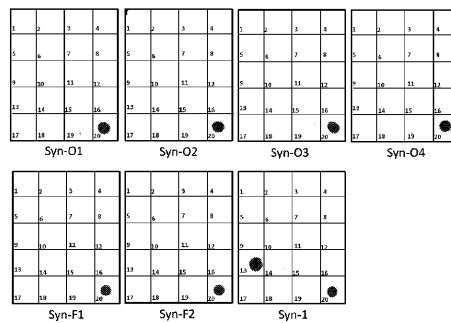 1 2 3 4 1 2 3 4 1 2 3 4 1 2 3 4
5 6 7 8 5 6 7 8 5 6 7 8 5 6 7 8
9 10 11 12 9 10 11 12 9 10 11 12 9 10 11 12
13 14 15 16 13 14 15 16 13 14 15 16 13 14 15 16
17 18 19 20 17 18 19 20 17 18 19 20 17 18 19 20
Syn-O1 Syn-O2 Syn-O3 Syn-O4
1 2 3 4 1 2 3 4 1 2 3 4
5 6 7 8 5 6 7 8 5 6 7 8
9 10 11 12 9 10 11 12 9 10 11 12
13 14 15 16 13 14 15 16 13 14 15 16
17 18 19 20 17 18 19 20 17 18 19 20
Syn-F1 Syn-F2 Syn-1